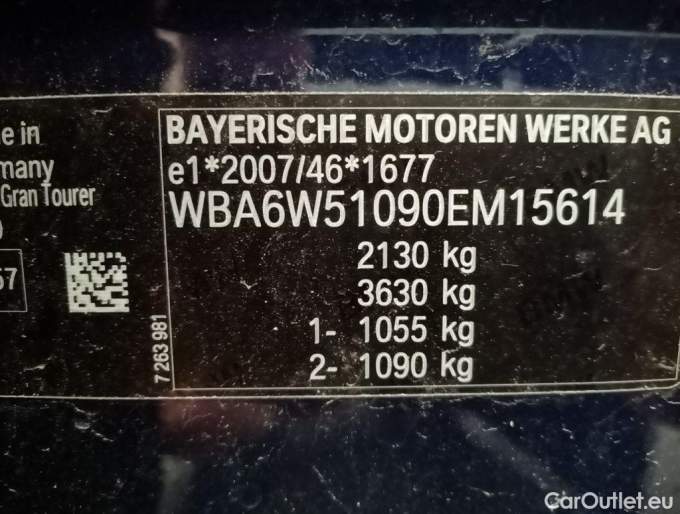 e in
many
Gran Tourer
57
7 263 981
BAYERISCHE MOTOREN WERKE AG
e1*2007/46*1677
WBA6W51090EM15614
2130 kg
3630 kg
1- 1055 kg
2- 1090 kg
CarOutlet.eu